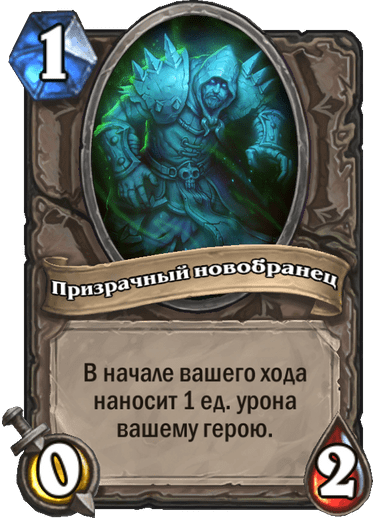 1
Призрачный новобранец
В начале вашего хода
наносит 1 ед. урона
вашему герою.
0
2